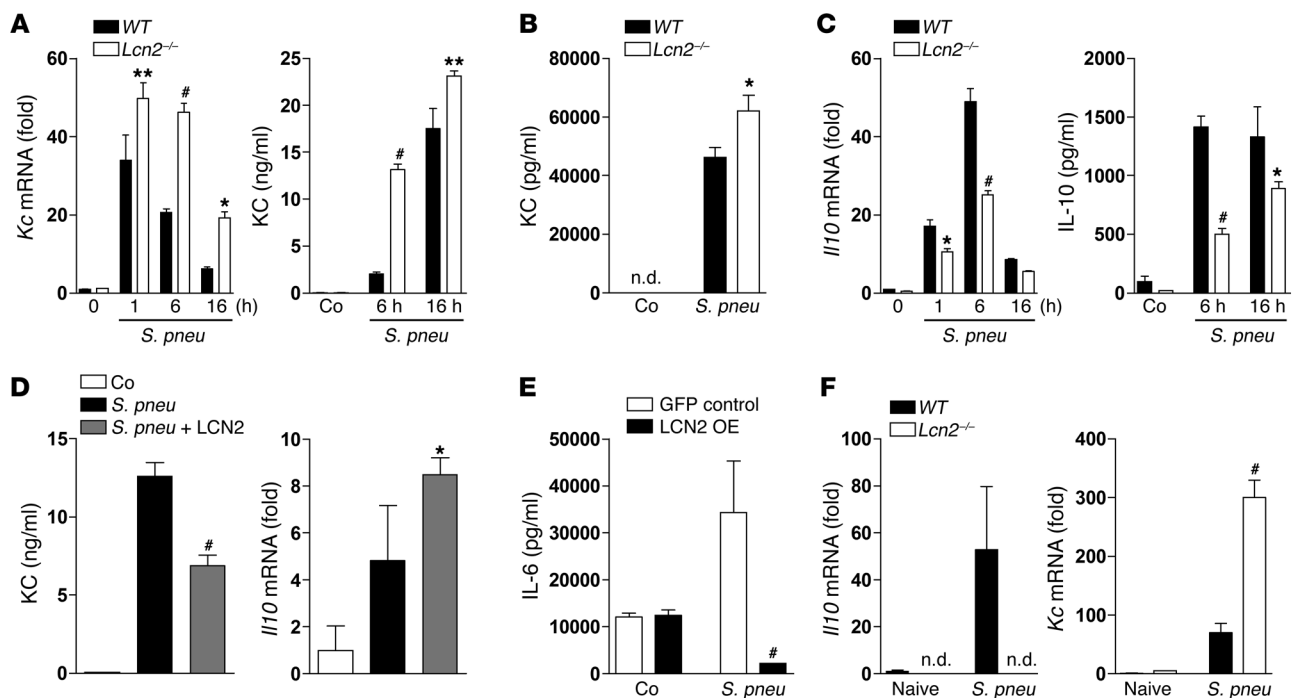 A
WT
Lcn2–/–
Kc mRNA (fold)
60
40
20
0
**
#
*
0 1 6 16 (h)
S. pneu
KC (ng/ml)
25
20
15
10
5
0
#
**
Co 6 h 16 h
S. pneu
B
WT
Lcn2–/–
KC (pg/ml)
80000
60000
40000
20000
0
n.d.
*
Co S. pneu
C
WT
Lcn2–/–
Il10 mRNA (fold)
60
40
20
0
*
#
0 1 6 16 (h)
S. pneu
IL-10 (pg/ml)
2000
1500
1000
500
0
#
*
Co 6 h 16 h
S. pneu
D
Co
S. pneu
S. pneu + LCN2
KC (ng/ml)
15
10
5
0
#
Il10 mRNA (fold)
10
8
6
4
2
0
*
E
GFP control
LCN2 OE
IL-6 (pg/ml)
50000
40000
30000
20000
10000
0
#
Co S. pneu
F
WT
Lcn2–/–
Il10 mRNA (fold)
100
80
60
40
20
0
n.d. n.d.
Naive S. pneu
Kc mRNA (fold)
400
300
200
100
0
#
Naive S. pneu